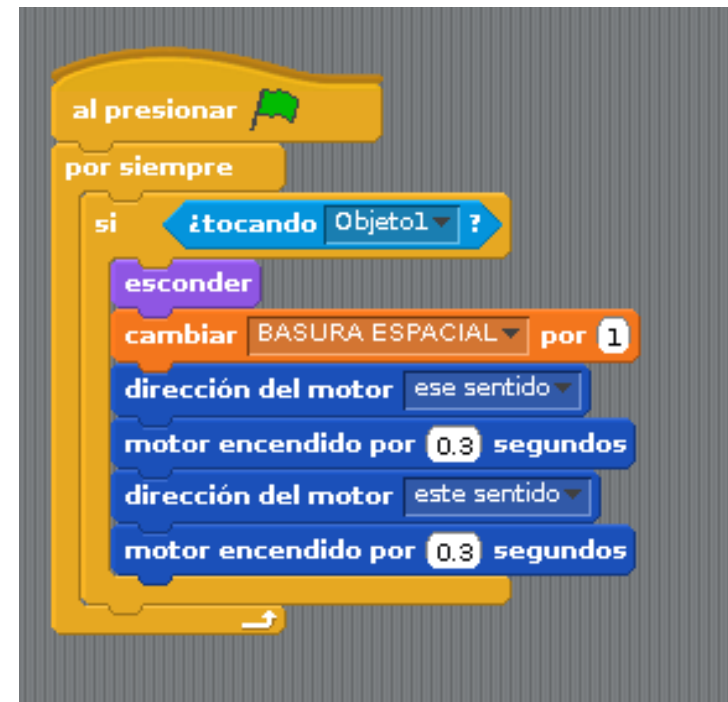 al presionar
por siempre
si ¿tocando Objeto1 ?
esconder
cambiar BASURA ESPACIAL por 1
dirección del motor ese sentido
motor encendido por 0.3 segundos
dirección del motor este sentido
motor encendido por 0.3 segundos